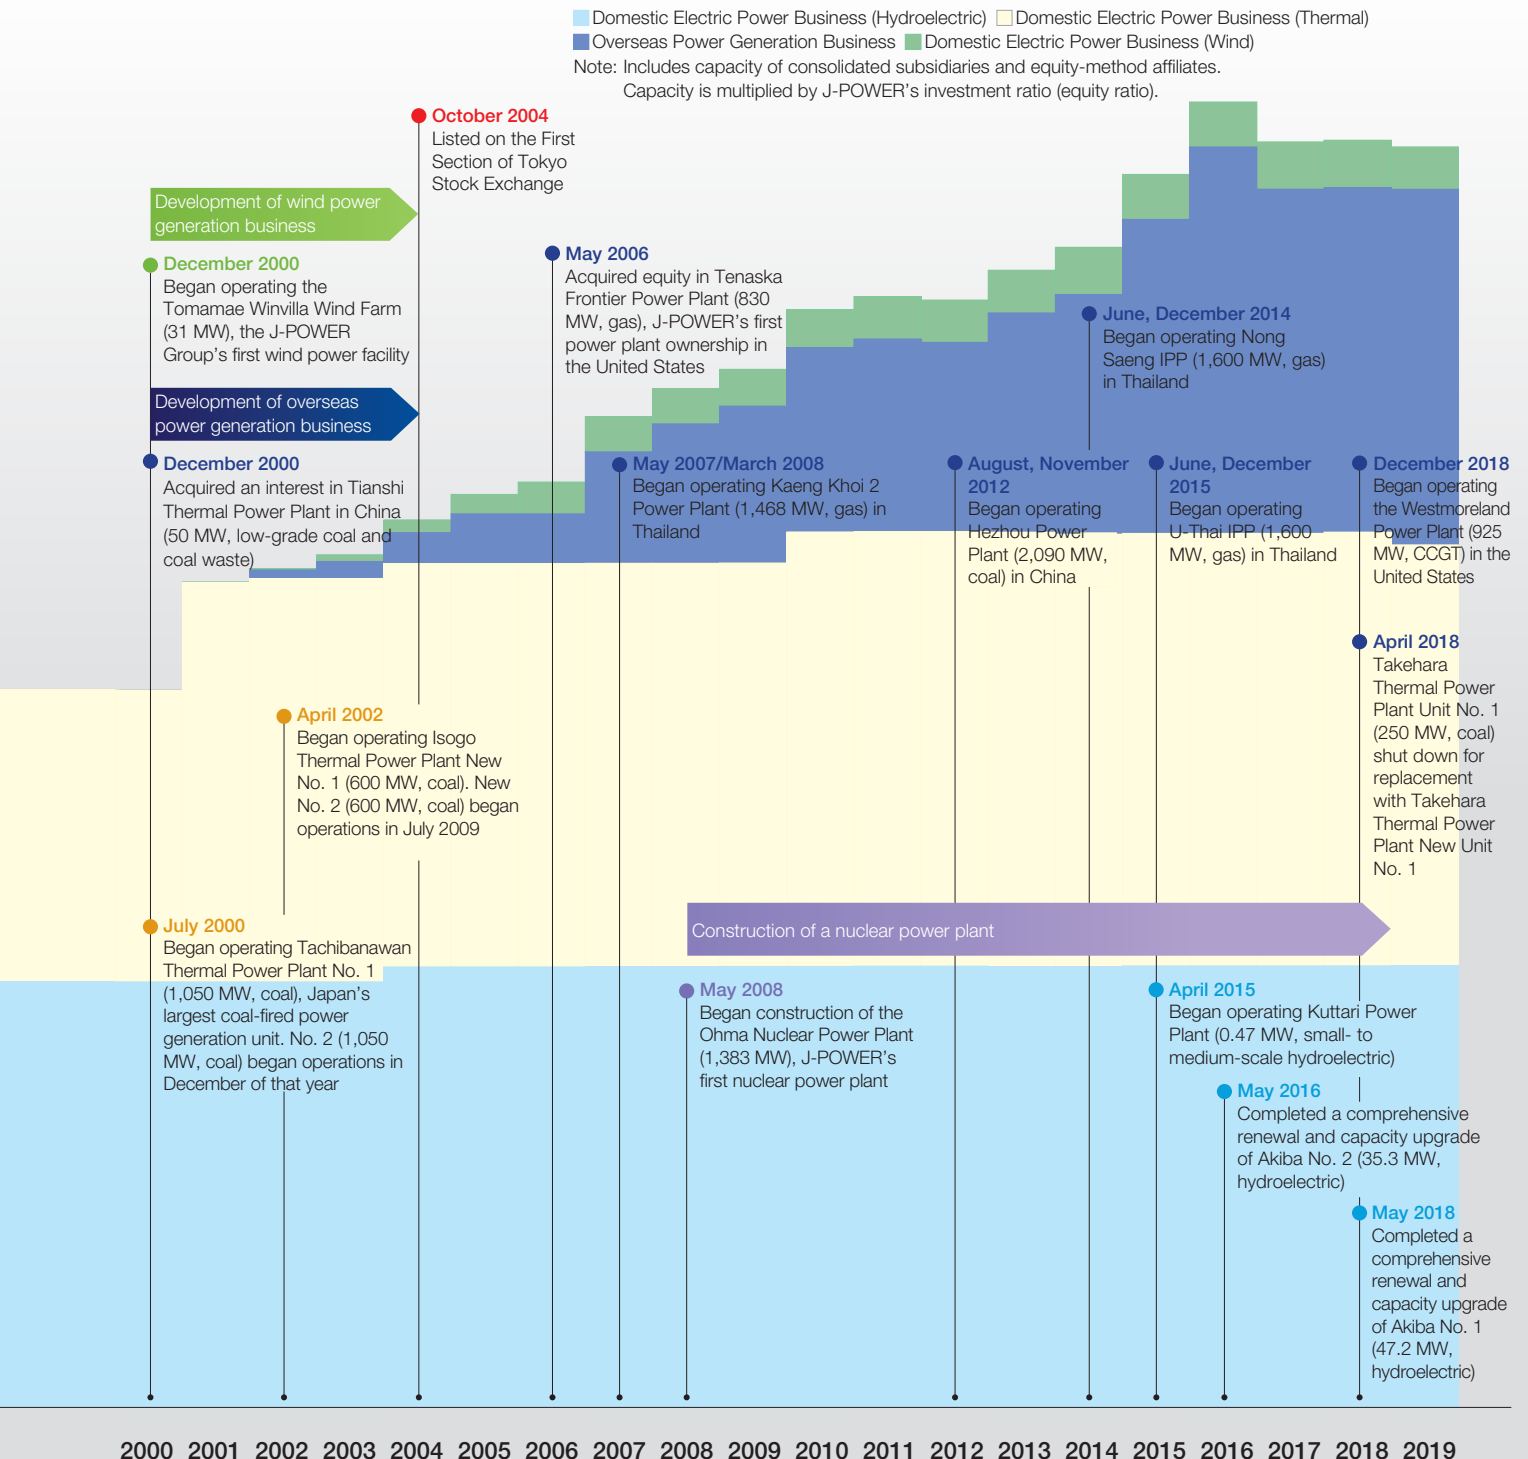 Domestic Electric Power Business (Hydroelectric) Domestic Electric Power Business (Thermal)
Overseas Power Generation Business Domestic Electric Power Business (Wind)
Note: Includes capacity of consolidated subsidiaries and equity-method affiliates.
Capacity is multiplied by J-POWER’s investment ratio (equity ratio).
October 2004
Listed on the First
Section of Tokyo
Stock Exchange
Development of wind power
generation business
December 2000
Began operating the
Tomamae Winvilla Wind Farm
(31 MW), the J-POWER
Group’s first wind power facility
May 2006
Acquired equity in Tenaska
Frontier Power Plant (830
MW, gas), J-POWER’s first
power plant ownership in
the United States
June, December 2014
Began operating Nong
Saeng IPP (1,600 MW, gas)
in Thailand
Development of overseas
power generation business
December 2000
Acquired an interest in Tianshi
Thermal Power Plant in China
(50 MW, low-grade coal and
coal waste)
May 2007/March 2008
Began operating Kaeng Khoi 2
Power Plant (1,468 MW, gas) in
Thailand
August, November
2012
Began operating
Hezhou Power
Plant (2,090 MW,
coal) in China
June, December
2015
Began operating
U-Thai IPP (1,600
MW, gas) in Thailand
December 2018
Began operating
the Westmoreland
Power Plant (925
MW, CCGT) in the
United States
April 2018
Takehara
Thermal Power
Plant Unit No. 1
(250 MW, coal)
shut down for
replacement
with Takehara
Thermal Power
Plant New Unit
No. 1
April 2002
Began operating Isogo
Thermal Power Plant New
No. 1 (600 MW, coal). New
No. 2 (600 MW, coal) began
operations in July 2009
July 2000
Began operating Tachibanawan
Thermal Power Plant No. 1
(1,050 MW, coal), Japan’s
largest coal-fired power
generation unit. No. 2 (1,050
MW, coal) began operations in
December of that year
Construction of a nuclear power plant
May 2008
Began construction of the
Ohma Nuclear Power Plant
(1,383 MW), J-POWER’s
first nuclear power plant
April 2015
Began operating Kuttari Power
Plant (0.47 MW, small- to
medium-scale hydroelectric)
May 2016
Completed a comprehensive
renewal and capacity upgrade
of Akiba No. 2 (35.3 MW,
hydroelectric)
May 2018
Completed a
comprehensive
renewal and
capacity upgrade
of Akiba No. 1
(47.2 MW,
hydroelectric)
2000 2001 2002 2003 2004 2005 2006 2007 2008 2009 2010 2011 2012 2013 2014 2015 2016 2017 2018 2019